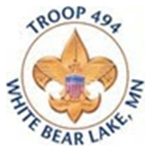 TROOP 494
WHITE BEAR LAKE, MN